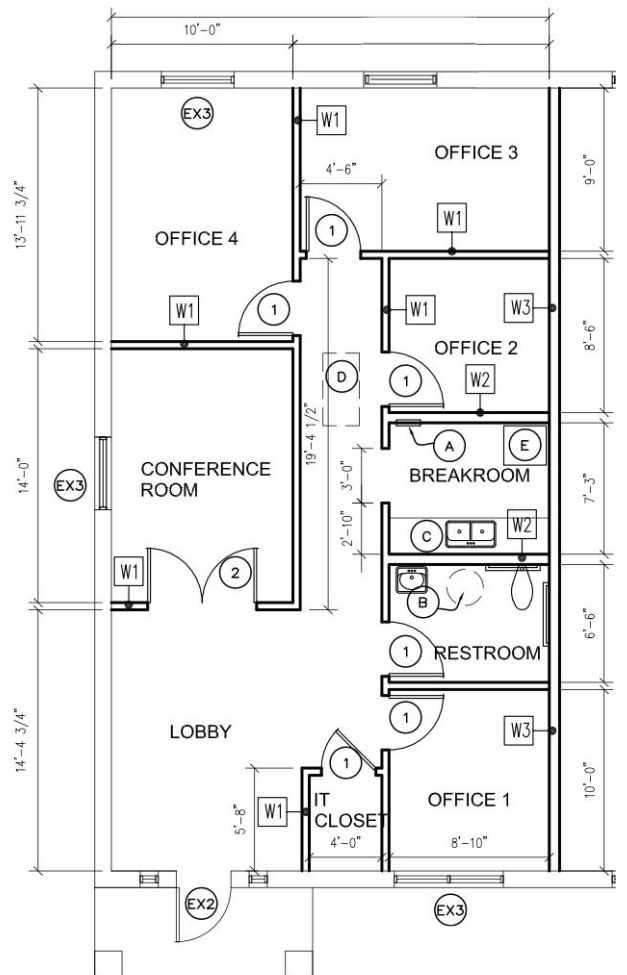 10'-0"
EX3
W1
OFFICE 3
4'-6"
9'-0"
13'-11 3/4"
OFFICE 4
1
W1
1
W1
W1
W3
OFFICE 2
8'-6"
D
1
W2
19'-4 1/2"
A
E
CONFERENCE
ROOM
EX3
14'-0"
3'-0"
BREAKROOM
7'-3"
2'-10"
C
W2
W1
2
B
6'-6"
1
RESTROOM
1
LOBBY
W3
14'-4 3/4"
1
5'-8"
W1
IT
CLOSET
OFFICE 1
10'-0"
4'-0"
8'-10"
EX2
EX3